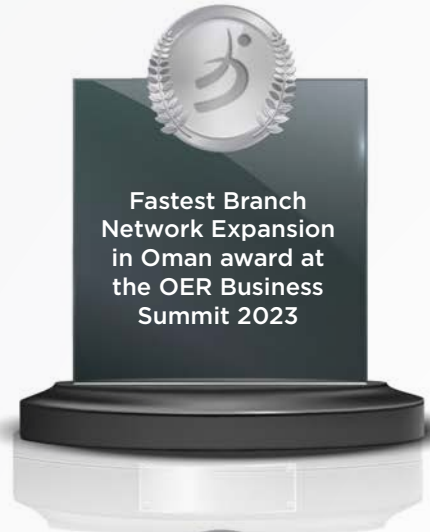 Fastest Branch
Network Expansion
in Oman award at
the OER Business
Summit 2023